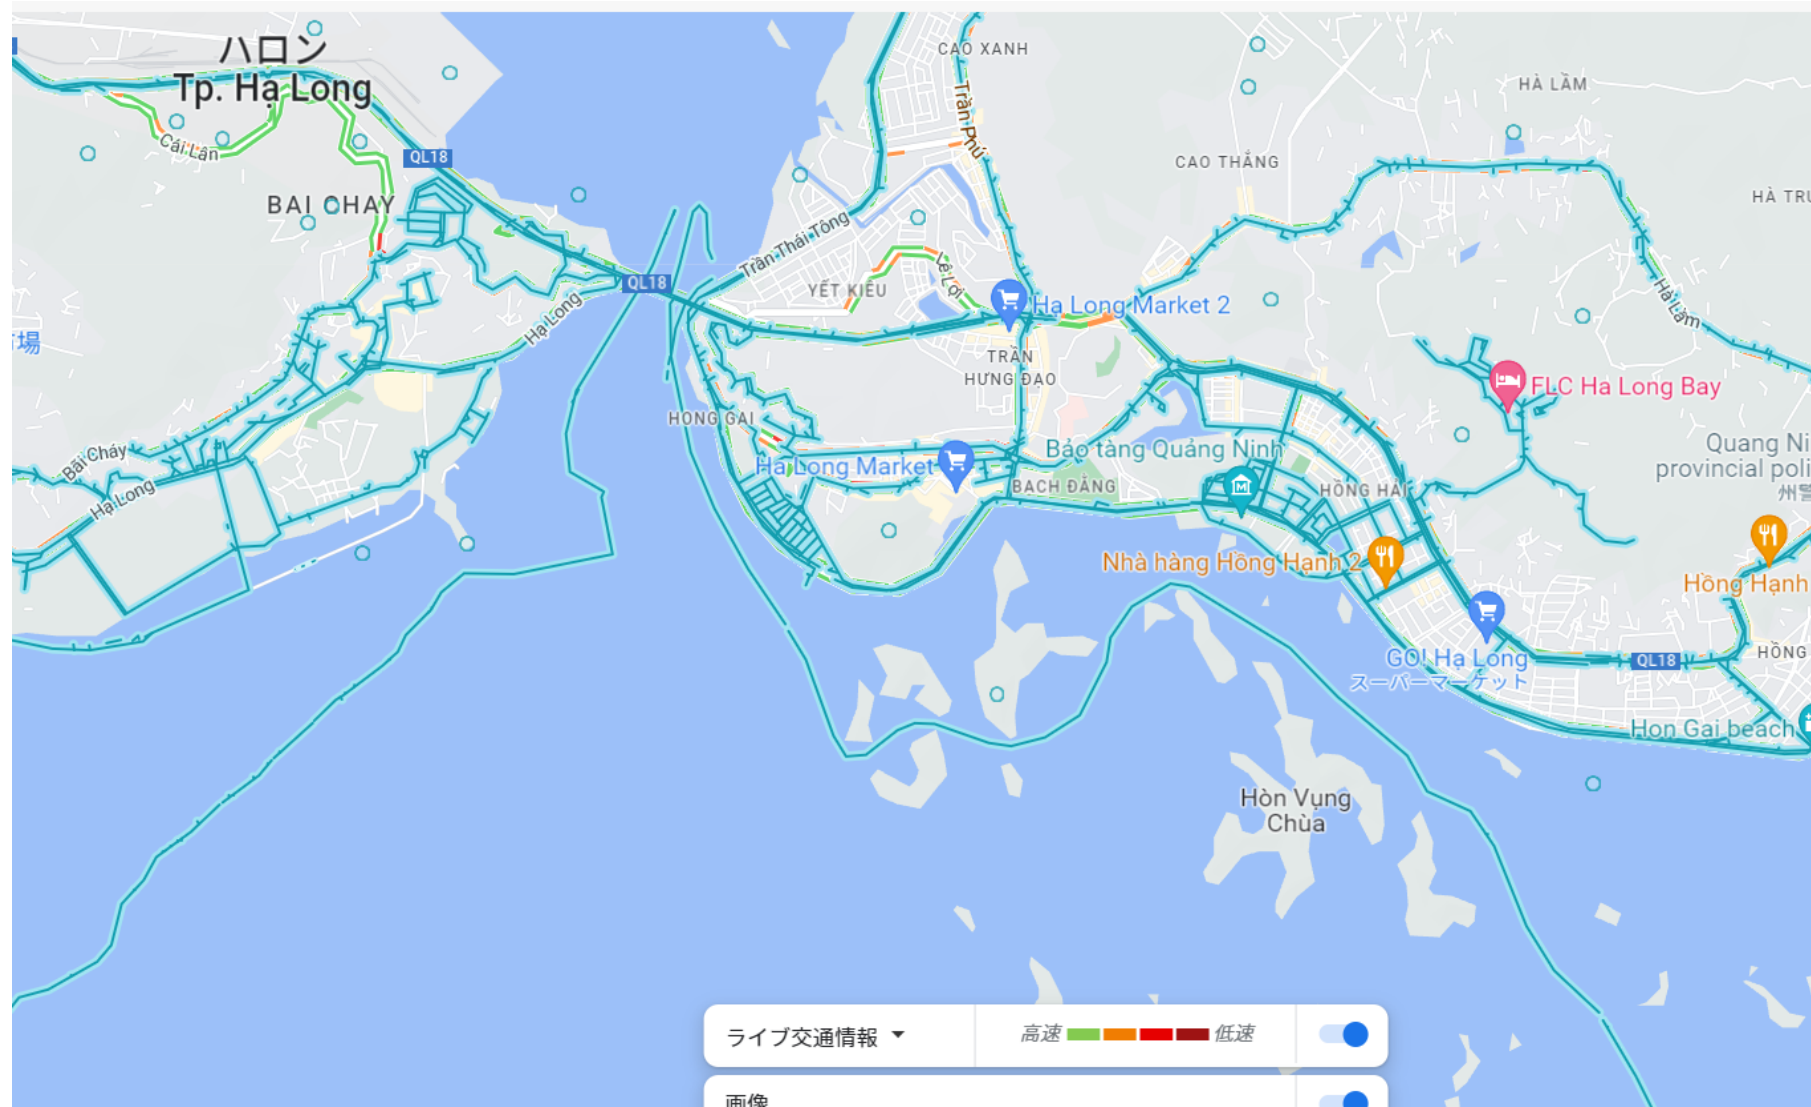 ハロン
Tp. Hạ Long
CAO XANH
HÀ LẦM
Trần Phú
Cái Lân
QL18
CAO THẮNG
BAI CHAY
HÀ TRU
Trần Thái Tông
QL18
Lê Lợi
YẾT KIÊU
Hạ Long Market 2
Hạ Long
Hà Lầm
場
TRẦN
HƯNG ĐẠO
FLC Ha Long Bay
HONG GAI
Quang Ni
provincial poli
州警
Bảo tàng Quảng Ninh
Bãi Cháy
Ha Long Market
BẠCH ĐẰNG
HỒNG HẢI
Hạ Long
Nhà hàng Hồng Hạnh 2
Hồng Hạnh
GO! Hạ Long
スーパーマーケット
QL18
HỒNG
Hon Gai beach
Hòn Vụng
Chùa
ライブ交通情報
高速
低速
画像